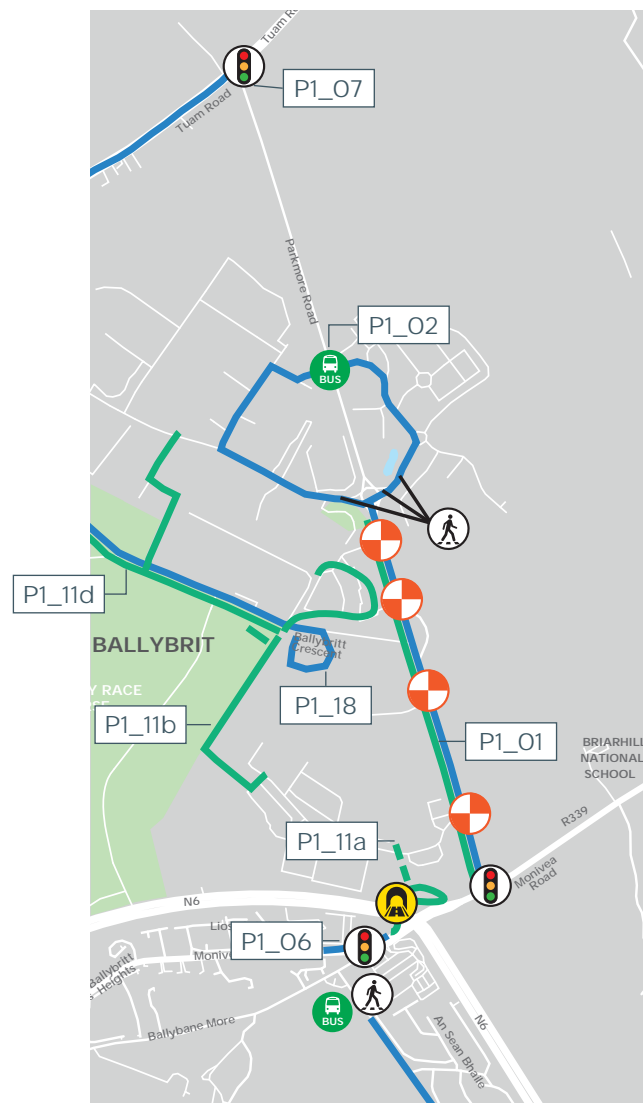 Tuam Ro
P1_07
Tuam Road
Parkmore Road
P1_02
BUS
P1_11d
BALLYBRIT
Ballybritt
Crescent
P1_18
Y RACE
P1_11b
P1_01
BRIARHILL
NATIONAL
SCHOOL
R339
P1_11a
Monivea
Road
N6
Lios
P1_06
Moniv
Ballybritt
Heights
BUS
Ballybane More
An Sean Bhaile
N6